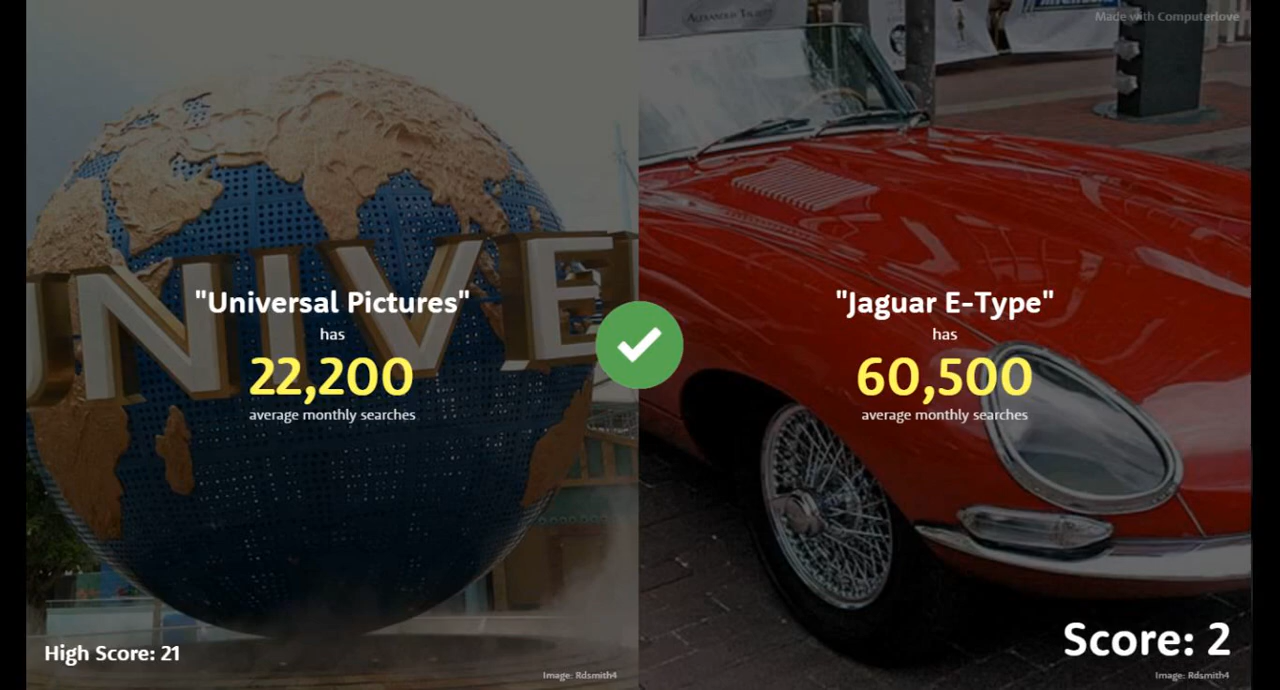 Made with Computerlove
UNIVE
"Universal Pictures"
has
22,200
average monthly searches
"Jaguar E-Type"
has
60,500
average monthly searches
High Score: 21
Score: 2
Image: Rdsmith4
Image: Rdsmith4